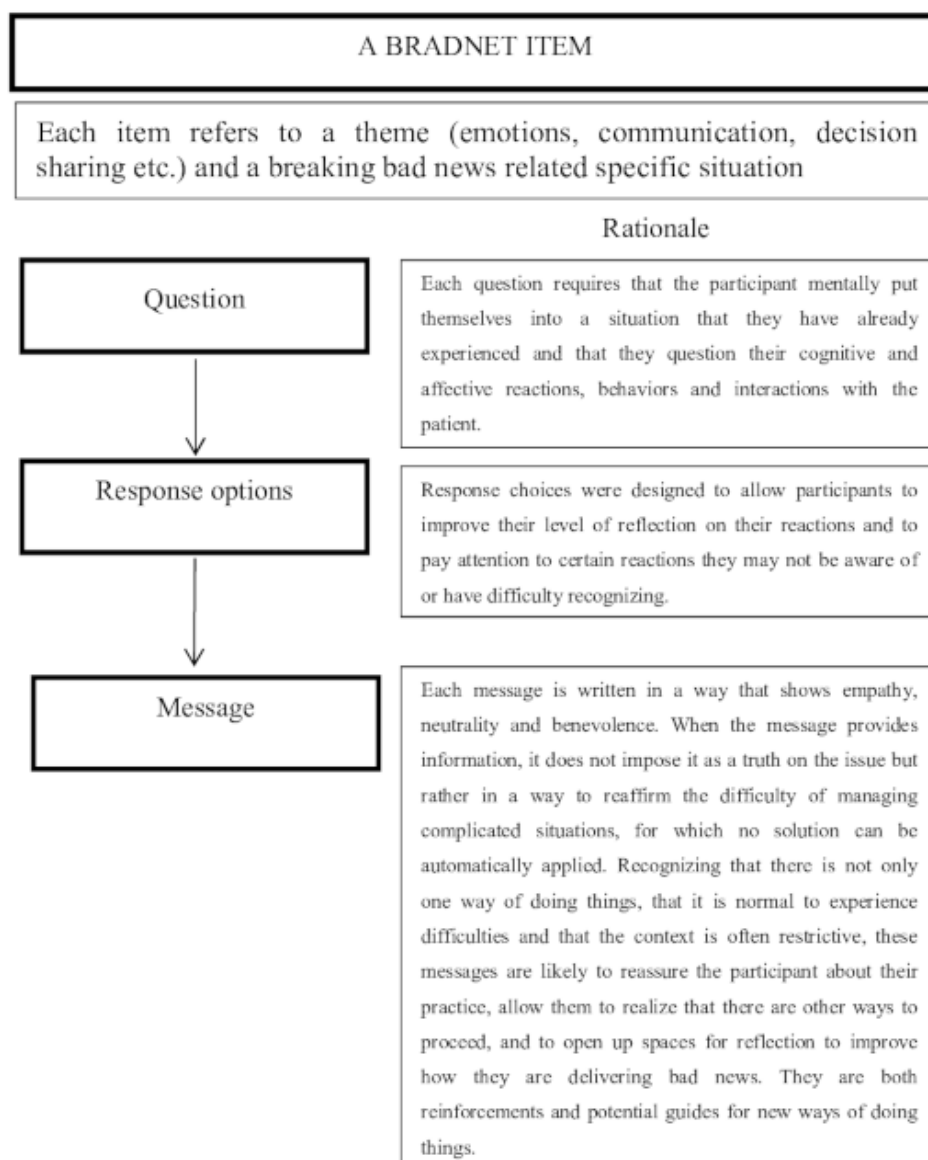 A BRADNET ITEM
Each item refers to a theme (emotions, communication, decision
sharing etc.) and a breaking bad news related specific situation
Rationale
Question
Each question requires that the participant mentally put
themselves into a situation that they have already
experienced and that they question their cognitive and
affective reactions, behaviors and interactions with the
patient.
Response options
Response choices were designed to allow participants to
improve their level of reflection on their reactions and to
pay attention to certain reactions they may not be aware of
or have difficulty recognizing.
Message
Each message is written in a way that shows empathy,
neutrality and benevolence. When the message provides
information, it does not impose it as a truth on the issue but
rather in a way to reaffirm the difficulty of managing
complicated situations, for which no solution can be
automatically applied. Recognizing that there is not only
one way of doing things, that it is normal to experience
difficulties and that the context is often restrictive, these
messages are likely to reassure the participant about their
practice, allow them to realize that there are other ways to
proceed, and to open up spaces for reflection to improve
how they are delivering bad news. They are both
reinforcements and potential guides for new ways of doing
things.